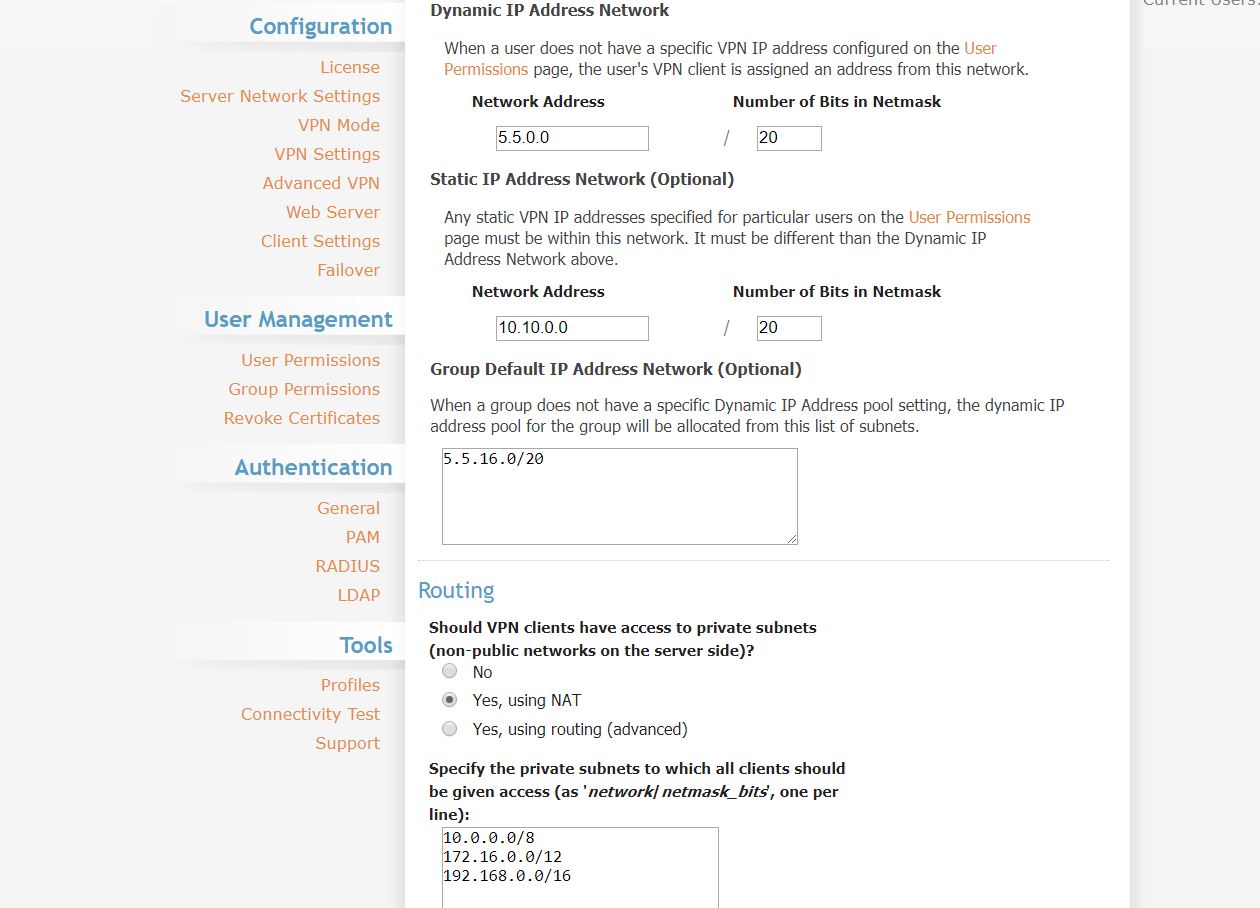 Configuration
License
Server Network Settings
VPN Mode
VPN Settings
Advanced VPN
Web Server
Client Settings
Failover
User Management
User Permissions
Group Permissions
Revoke Certificates
Authentication
General
PAM
RADIUS
LDAP
Tools
Profiles
Connectivity Test
Support
Dynamic IP Address Network
When a user does not have a specific VPN IP address configured on the User
Permissions page, the user's VPN client is assigned an address from this network.
Network Address Number of Bits in Netmask
5.5.0.0 / 20
Static IP Address Network (Optional)
Any static VPN IP addresses specified for particular users on the User Permissions
page must be within this network. It must be different than the Dynamic IP
Address Network above.
Network Address Number of Bits in Netmask
10.10.0.0 / 20
Group Default IP Address Network (Optional)
When a group does not have a specific Dynamic IP Address pool setting, the dynamic IP
address pool for the group will be allocated from this list of subnets.
5.5.16.0/20
Routing
Should VPN clients have access to private subnets
(non-public networks on the server side)?
No
Yes, using NAT
Yes, using routing (advanced)
Specify the private subnets to which all clients should
be given access (as 'network/netmask_bits', one per
line):
10.0.0.0/8
172.16.0.0/12
192.168.0.0/16
Current Users: